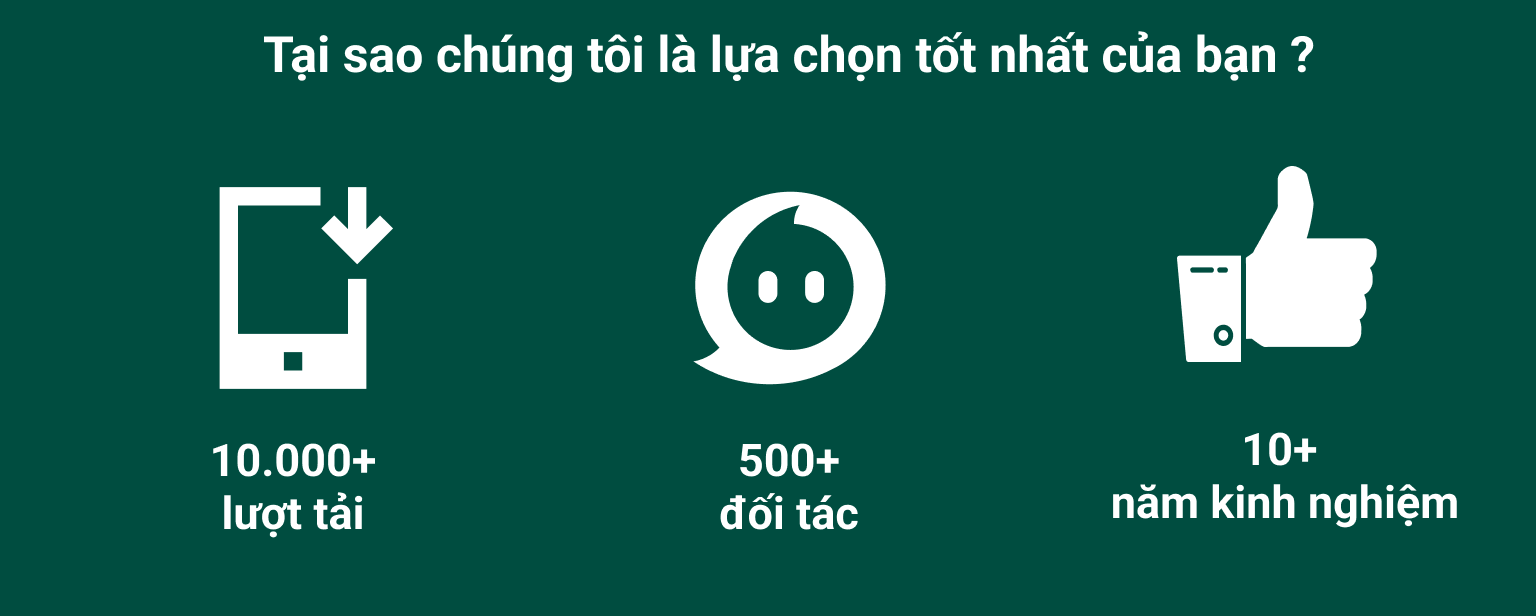 Tại sao chúng tôi là lựa chọn tốt nhất của bạn ?
10.000+
lượt tải
500+
đối tác
10+
năm kinh nghiệm